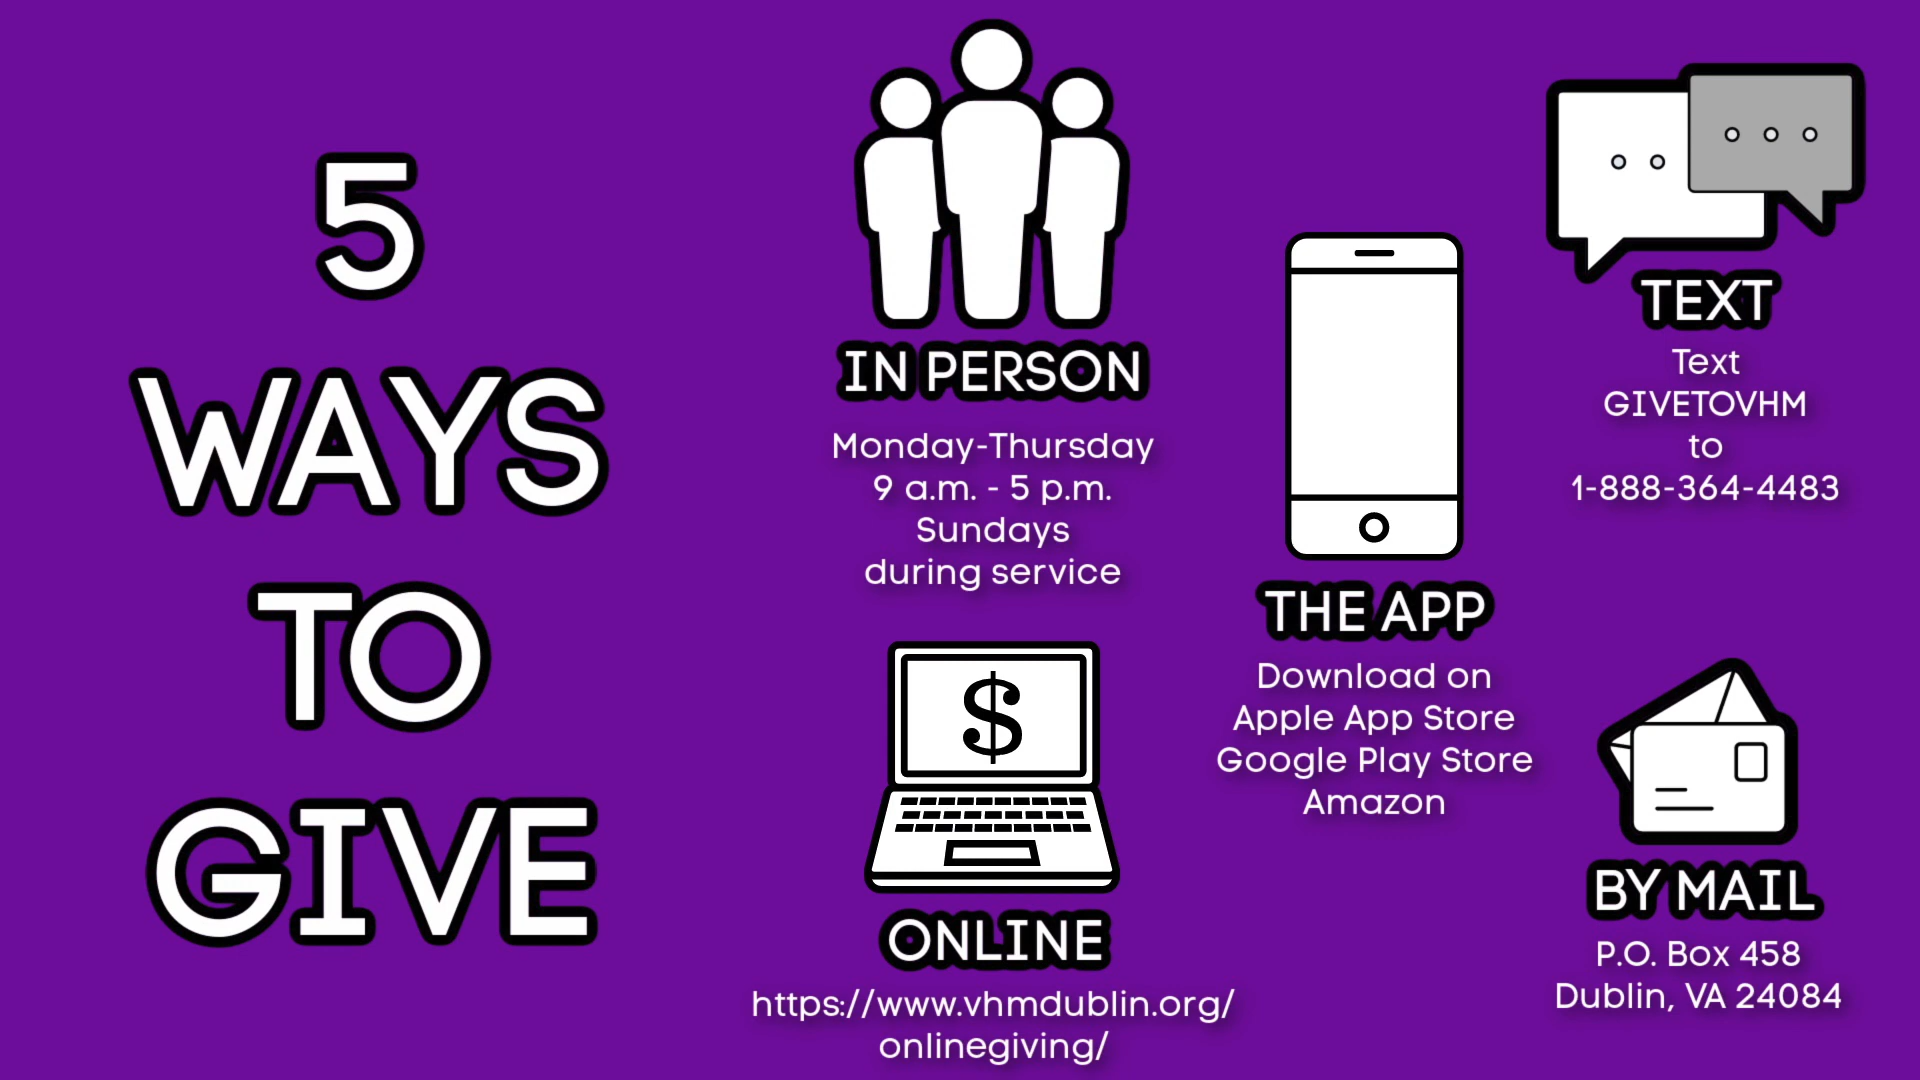 5
WAYS
TO
GIVE
IN PERSON
Monday-Thursday
9 a.m. - 5 p.m.
Sundays
during service
ONLINE
https://www.vhmdublin.org/
onlinegiving/
THE APP
Download on
Apple App Store
Google Play Store
Amazon
TEXT
Text
GIVETOVHM
to
1-888-364-4483
BY MAIL
P.O. Box 458
Dublin, VA 24084
$